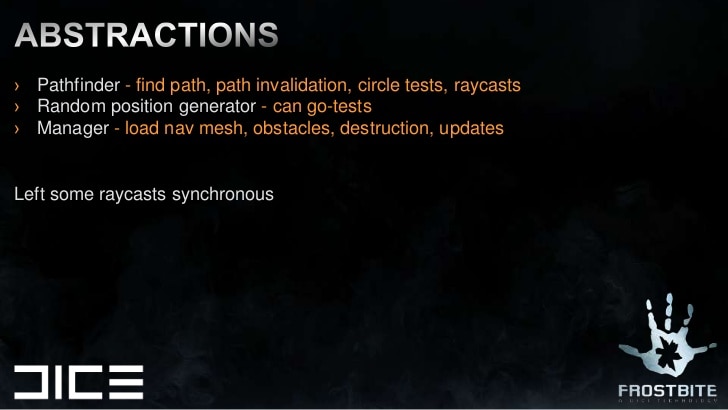 ABSTRACTIONS
› Pathfinder - find path, path invalidation, circle tests, raycasts
› Random position generator - can go-tests
› Manager - load nav mesh, obstacles, destruction, updates
Left some raycasts synchronous
DICE
FROSTBITE
A DICE TECHNOLOGY